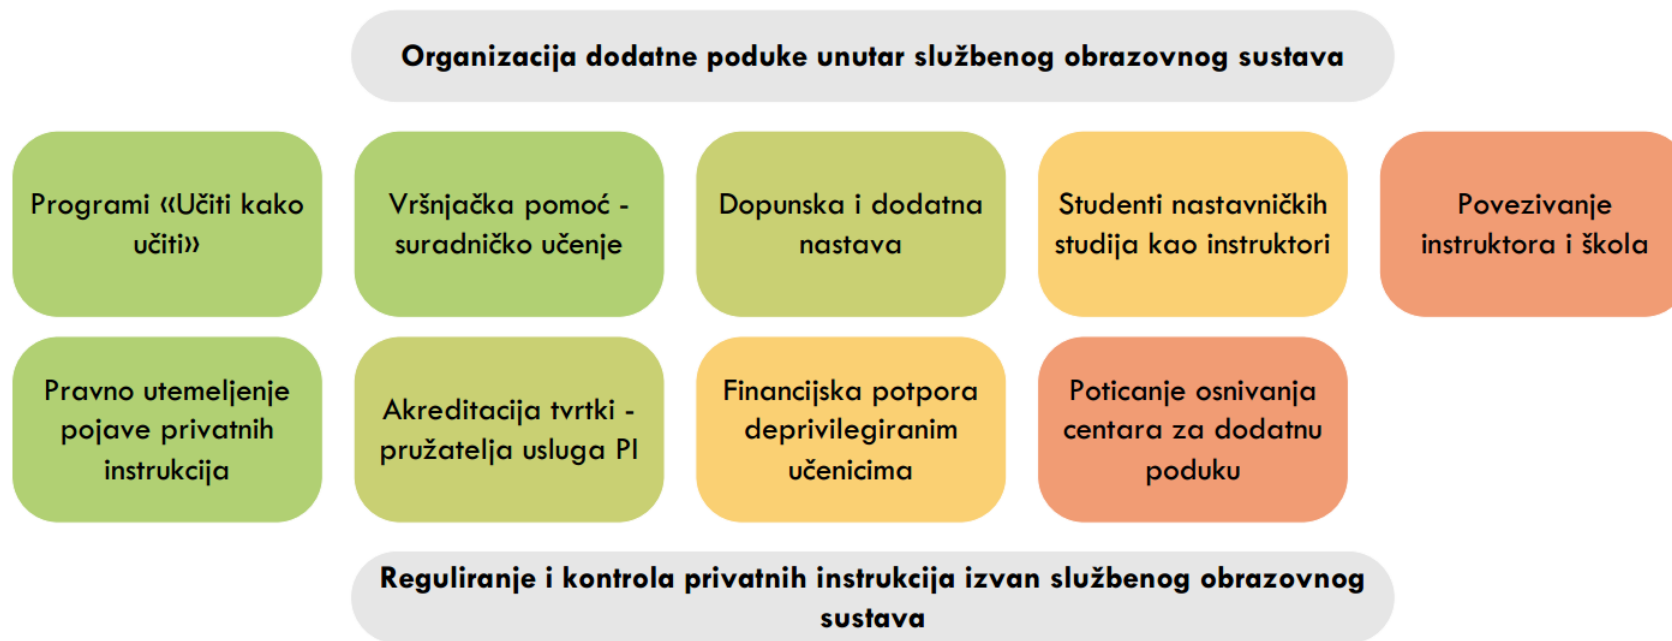 Organizacija dodatne poduke unutar službenog obrazovnog sustava
Programi «Učiti kako
učiti»
Vršnjačka pomoć -
suradničko učenje
Dopunska i dodatna
nastava
Studenti nastavničkih
studija kao instruktori
Povezivanje
instruktora i škola
Pravno utemeljenje
pojave privatnih
instrukcija
Akreditacija tvrtki -
pružatelja usluga PI
Financijska potpora
deprivilegiranim
učenicima
Poticanje osnivanja
centara za dodatnu
poduku
Reguliranje i kontrola privatnih instrukcija izvan službenog obrazovnog
sustava